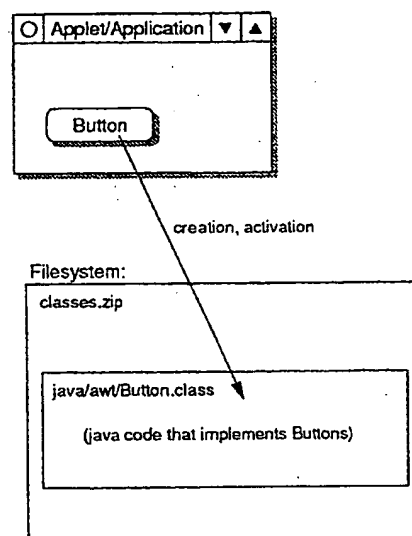 Applet/Application
Button
creation, activation
Filesystem:
classes.zip
java/awt/Button.class
(java code that implements Buttons)